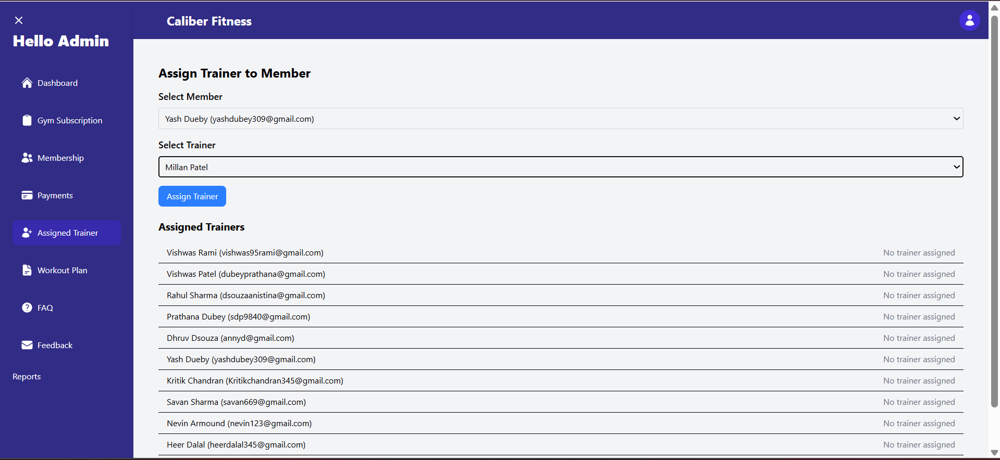 Hello Admin
Dashboard
Gym Subscription
Membership
Payments
Assigned Trainer
Workout Plan
FAQ
Feedback
Reports
Caliber Fitness
Assign Trainer to Member
Select Member
Yash Dueby (yashdubey309@gmail.com)
Select Trainer
Millan Patel
Assign Trainer
Assigned Trainers
Vishwas Rami (vishwas95rami@gmail.com) No trainer assigned
Vishwas Patel (dubeyprathana@gmail.com) No trainer assigned
Rahul Sharma (dsouzaanistina@gmail.com) No trainer assigned
Prathana Dubey (sdp9840@gmail.com) No trainer assigned
Dhruv Dsouza (annyd@gmail.com) No trainer assigned
Yash Dueby (yashdubey309@gmail.com) No trainer assigned
Kritik Chandran (Kritikchandran345@gmail.com) No trainer assigned
Savan Sharma (savan669@gmail.com) No trainer assigned
Nevin Armound (nevin123@gmail.com) No trainer assigned
Heer Dalal (heerdalal345@gmail.com) No trainer assigned